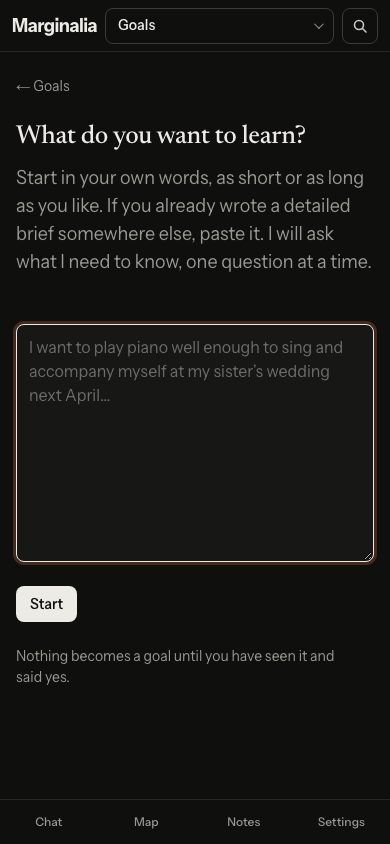 Marginalia
Goals
← Goals
What do you want to learn?
Start in your own words, as short or as long
as you like. If you already wrote a detailed
brief somewhere else, paste it. I will ask
what I need to know, one question at a time.
I want to play piano well enough to sing and
accompany myself at my sister's wedding
next April...
Start
Nothing becomes a goal until you have seen it and
said yes.
Chat
Map
Notes
Settings